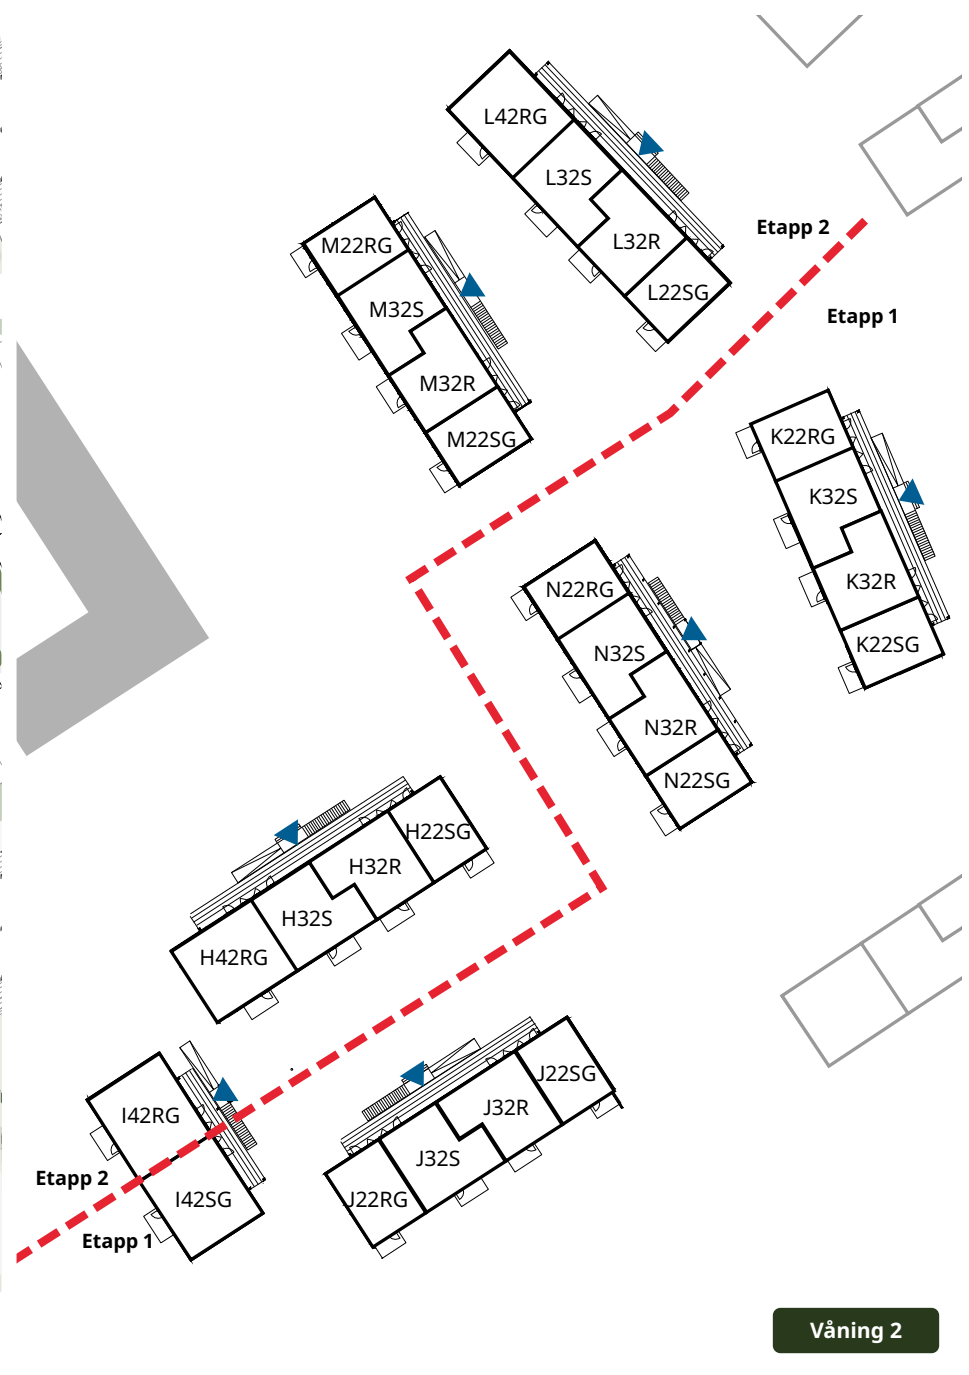 L42RG
L32S
L32R
L22SG
Etapp 2
Etapp 1
M22RG
M32S
M32R
M22SG
K22RG
K32S
K32R
K22SG
N22RG
N32S
N32R
N22SG
H22SG
H32R
H32S
H42RG
J22SG
J32R
J32S
J22RG
I42RG
I42SG
Etapp 2
Etapp 1
Våning 2